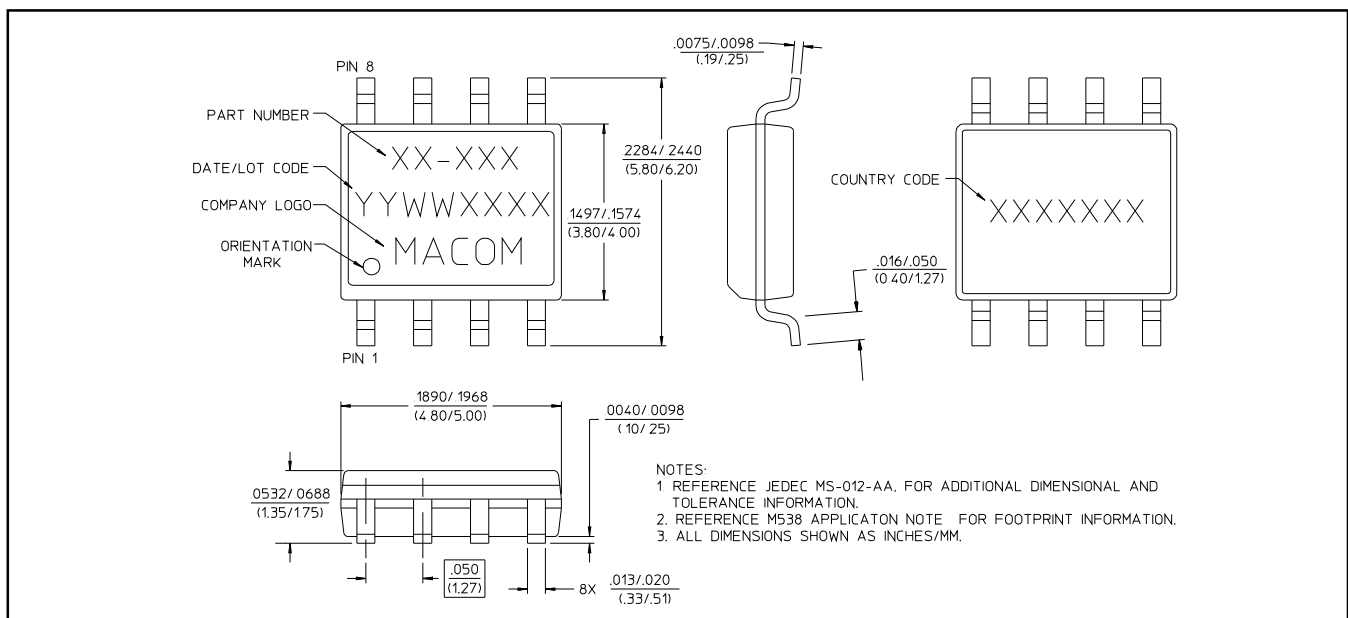 PIN 8
PART NUMBER
XX-XXX
DATE/LOT CODE
YYWWXXXX
COMPANY LOGO
MACOM
ORIENTATION
MARK
PIN 1
.1497/.1574
(3.80/4.00)
.2284/.2440
(5.80/6.20)
.0075/.0098
(.19/.25)
.016/.050
(0.40/1.27)
COUNTRY CODE
XXXXXXX
.1890/.1968
(4.80/5.00)
.0040/.0098
(.10/.25)
.0532/.0688
(1.35/1.75)
.050
(1.27)
8X
.013/.020
(.33/.51)
NOTES:
1. REFERENCE JEDEC MS-012-AA, FOR ADDITIONAL DIMENSIONAL AND
TOLERANCE INFORMATION.
2. REFERENCE M538 APPLICATON NOTE FOR FOOTPRINT INFORMATION.
3. ALL DIMENSIONS SHOWN AS INCHES/MM.